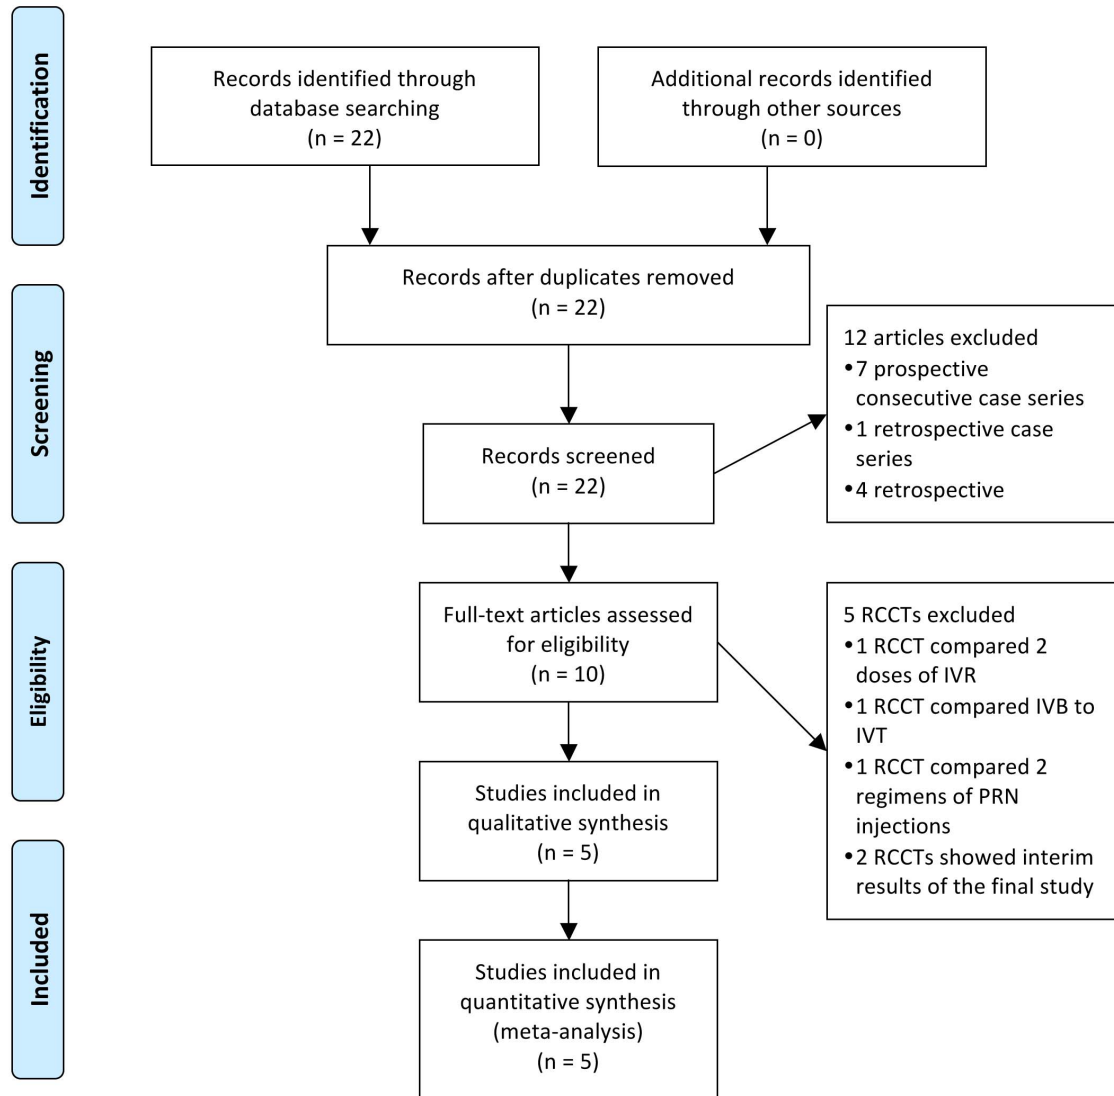 Identification
Records identified through
database searching
(n = 22)
Additional records identified
through other sources
(n = 0)
Records after duplicates removed
(n = 22)
Screening
Records screened
(n = 22)
12 articles excluded
•7 prospective
consecutive case series
•1 retrospective case
series
•4 retrospective
Eligibility
Full-text articles assessed
for eligibility
(n = 10)
5 RCCTs excluded
•1 RCCT compared 2
doses of IVR
•1 RCCT compared IVB to
IVT
•1 RCCT compared 2
regimens of PRN
injections
•2 RCCTs showed interim
results of the final study
Studies included in
qualitative synthesis
(n = 5)
Included
Studies included in
quantitative synthesis
(meta-analysis)
(n = 5)